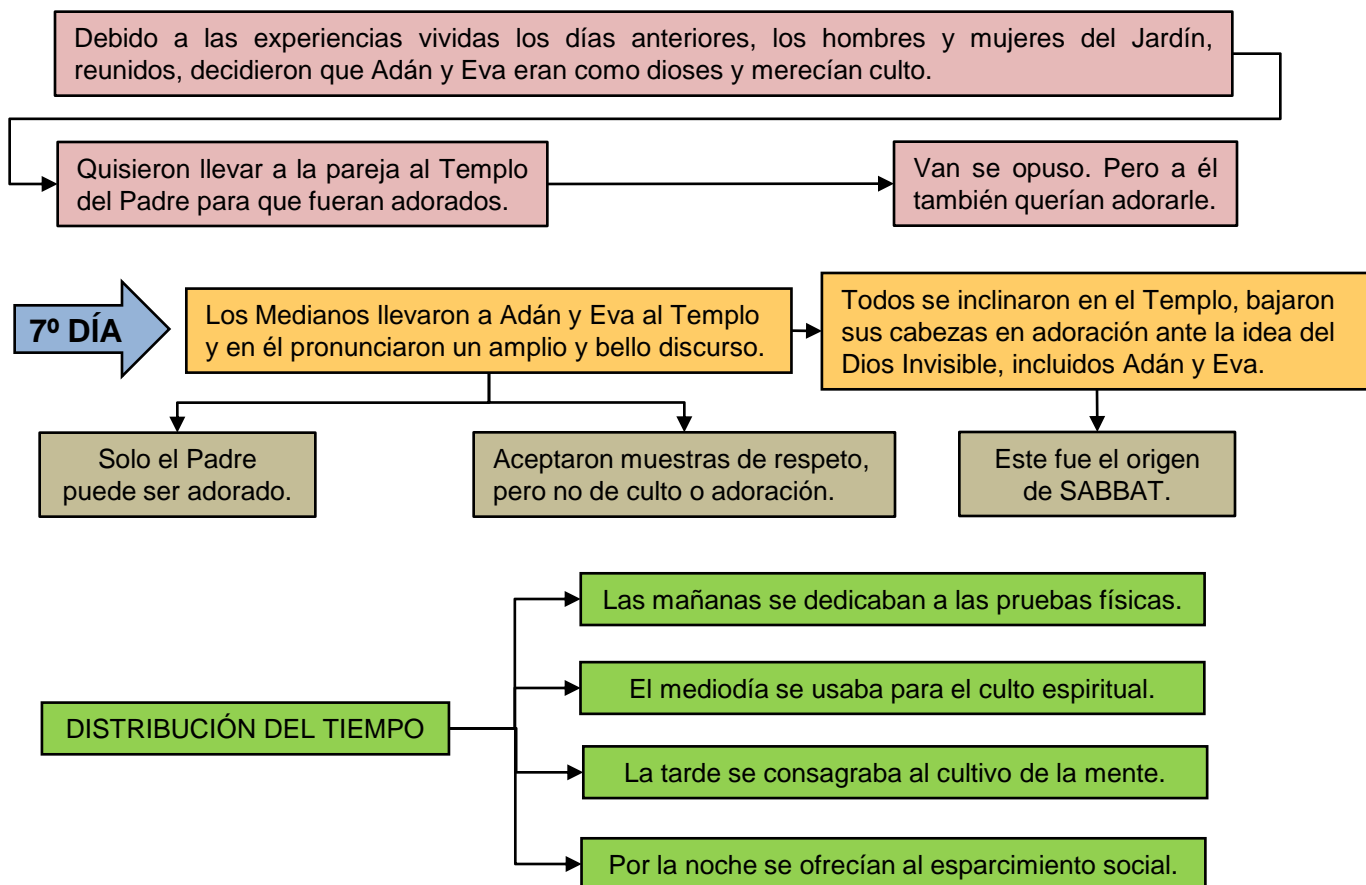 Debido a las experiencias vividas los días anteriores, los hombres y mujeres del Jardín,
reunidos, decidieron que Adán y Eva eran como dioses y merecían culto.
Quisieron llevar a la pareja al Templo
del Padre para que fueran adorados.
Van se opuso. Pero a él
también querían adorarle.
7º DÍA
Los Medianos llevaron a Adán y Eva al Templo
y en él pronunciaron un amplio y bello discurso.
Todos se inclinaron en el Templo, bajaron
sus cabezas en adoración ante la idea del
Dios Invisible, incluidos Adán y Eva.
Solo el Padre
puede ser adorado.
Aceptaron muestras de respeto,
pero no de culto o adoración.
Este fue el origen
de SABBAT.
DISTRIBUCIÓN DEL TIEMPO
Las mañanas se dedicaban a las pruebas físicas.
El mediodía se usaba para el culto espiritual.
La tarde se consagraba al cultivo de la mente.
Por la noche se ofrecían al esparcimiento social.